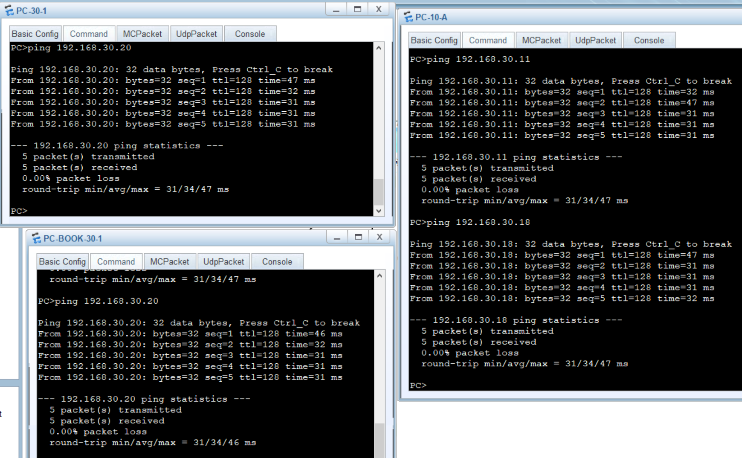 PC-30-1
Basic Config Command MCPacket UdpPacket Console
PC>ping 192.168.30.20
Ping 192.168.30.20: 32 data bytes, Press Ctrl_C to break
From 192.168.30.20: bytes=32 seq=1 ttl=128 time=47 ms
From 192.168.30.20: bytes=32 seq=2 ttl=128 time=32 ms
From 192.168.30.20: bytes=32 seq=3 ttl=128 time=31 ms
From 192.168.30.20: bytes=32 seq=4 ttl=128 time=31 ms
From 192.168.30.20: bytes=32 seq=5 ttl=128 time=31 ms
--- 192.168.30.20 ping statistics ---
5 packet(s) transmitted
5 packet(s) received
0.00% packet loss
round-trip min/avg/max = 31/34/47 ms
PC>
PC-BOOK-30-1
Basic Config Command MCPacket UdpPacket Console
0.00% packet loss
round-trip min/avg/max = 31/34/47 ms
PC>ping 192.168.30.20
Ping 192.168.30.20: 32 data bytes, Press Ctrl_C to break
From 192.168.30.20: bytes=32 seq=1 ttl=128 time=46 ms
From 192.168.30.20: bytes=32 seq=2 ttl=128 time=32 ms
From 192.168.30.20: bytes=32 seq=3 ttl=128 time=31 ms
From 192.168.30.20: bytes=32 seq=4 ttl=128 time=31 ms
From 192.168.30.20: bytes=32 seq=5 ttl=128 time=31 ms
--- 192.168.30.20 ping statistics ---
5 packet(s) transmitted
5 packet(s) received
0.00% packet loss
round-trip min/avg/max = 31/34/46 ms
PC-10-A
Basic Config Command MCPacket UdpPacket Console
PC>ping 192.168.30.11
Ping 192.168.30.11: 32 data bytes, Press Ctrl_C to break
From 192.168.30.11: bytes=32 seq=1 ttl=128 time=32 ms
From 192.168.30.11: bytes=32 seq=2 ttl=128 time=47 ms
From 192.168.30.11: bytes=32 seq=3 ttl=128 time=31 ms
From 192.168.30.11: bytes=32 seq=4 ttl=128 time=31 ms
From 192.168.30.11: bytes=32 seq=5 ttl=128 time=31 ms
--- 192.168.30.11 ping statistics ---
5 packet(s) transmitted
5 packet(s) received
0.00% packet loss
round-trip min/avg/max = 31/34/47 ms
PC>ping 192.168.30.18
Ping 192.168.30.18: 32 data bytes, Press Ctrl_C to break
From 192.168.30.18: bytes=32 seq=1 ttl=128 time=47 ms
From 192.168.30.18: bytes=32 seq=2 ttl=128 time=31 ms
From 192.168.30.18: bytes=32 seq=3 ttl=128 time=31 ms
From 192.168.30.18: bytes=32 seq=4 ttl=128 time=31 ms
From 192.168.30.18: bytes=32 seq=5 ttl=128 time=32 ms
--- 192.168.30.18 ping statistics ---
5 packet(s) transmitted
5 packet(s) received
0.00% packet loss
round-trip min/avg/max = 31/34/47 ms
PC>